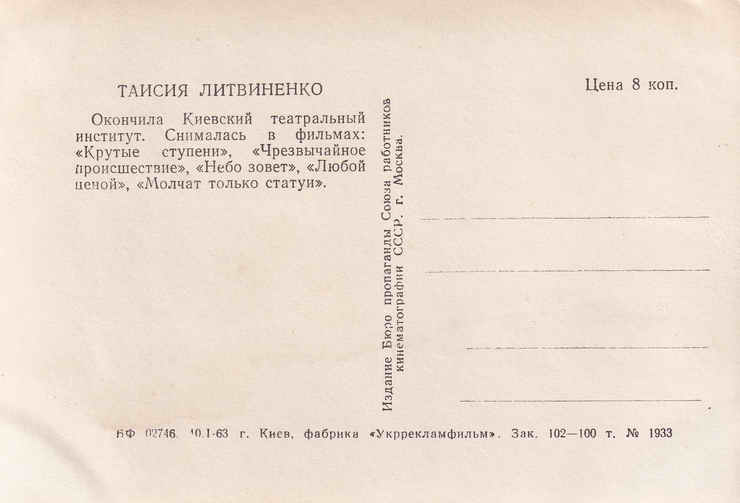 ТАИСИЯ ЛИТВИНЕНКО
Окончила Киевский театральный
институт. Снималась в фильмах:
«Крутые ступени», «Чрезвычайное
происшествие», «Небо зовет», «Любой
ценой», «Молчат только статуи».
Издание Бюро пропаганды Союза работников
кинематографии СССР. г. Москва.
Цена 8 коп.
БФ 02746. 10.1-63 г. Киев, фабрика «Укррекламфильм». Зак. 102—100 т. № 1933